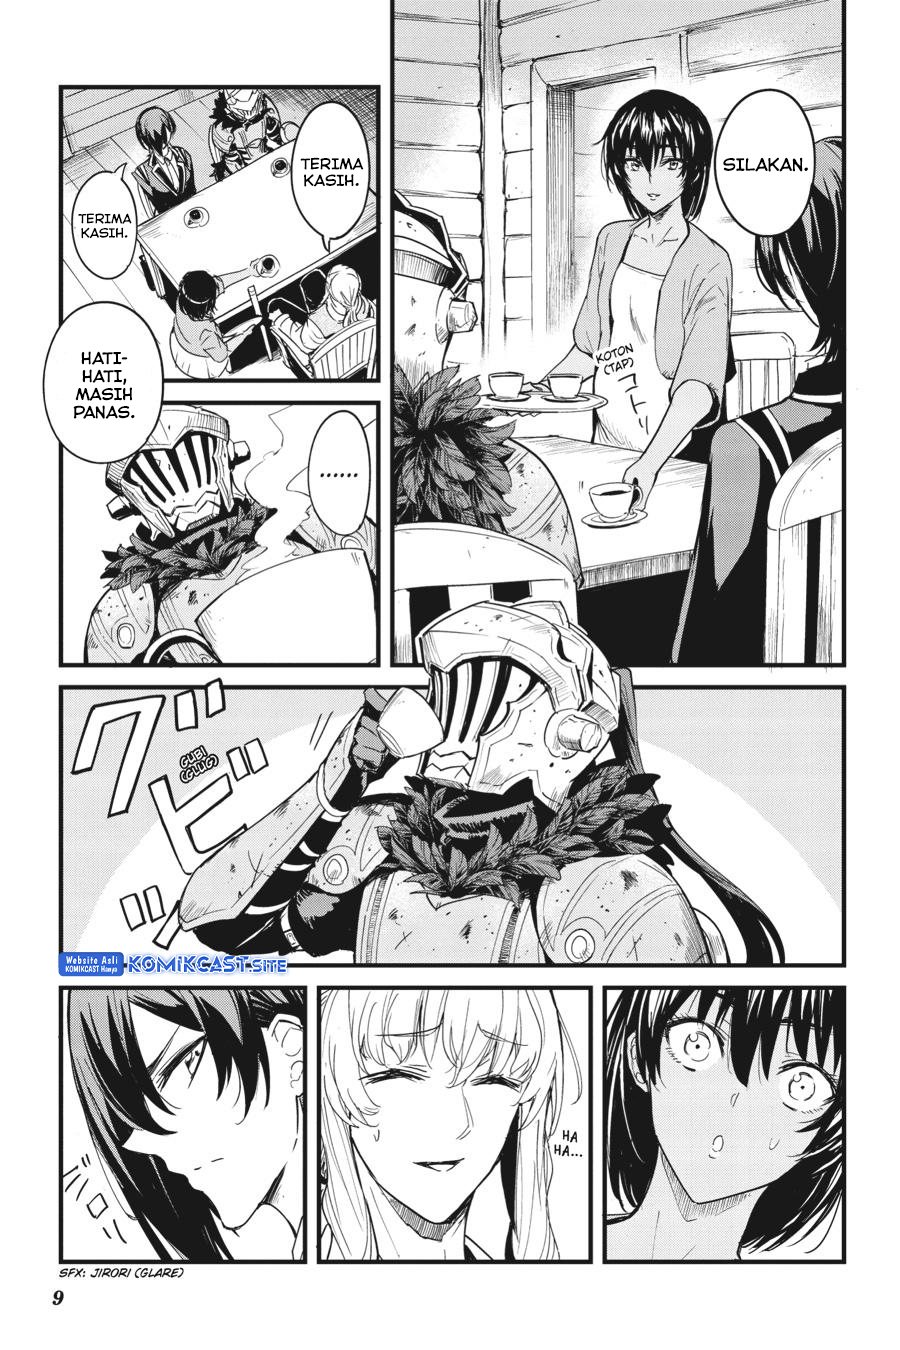 SILAKAN.
KOTON
(TAP)
コトリ
TERIMA
KASIH.
TERIMA
KASIH.
HATI-
HATI,
MASIH
PANAS.
......
グビ
GUBI
(GLUG)
Website Asli
KOMIKCAST Hanya
KOMIKCAST.SITE
HA
HA...
SFX: JIRORI (GLARE)
9